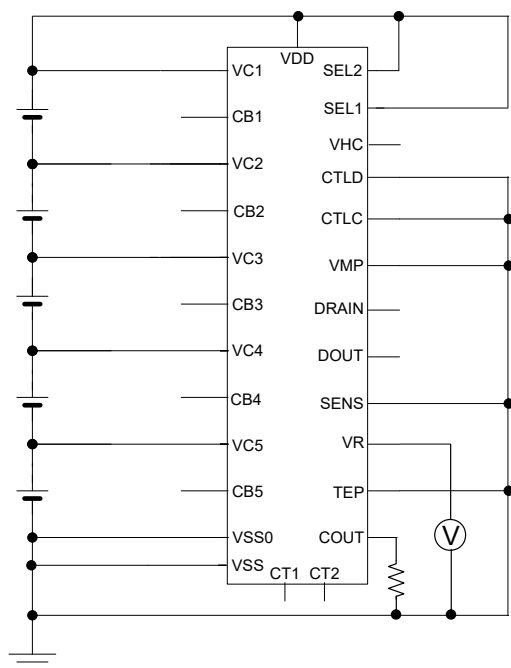 VDD
VC1
CB1
VC2
CB2
VC3
CB3
VC4
CB4
VC5
CB5
VSS0
VSS
SEL2
SEL1
VHC
CTLD
CTLC
VMP
DRAIN
DOUT
SENS
VR
TEP
COUT
CT1 CT2
V